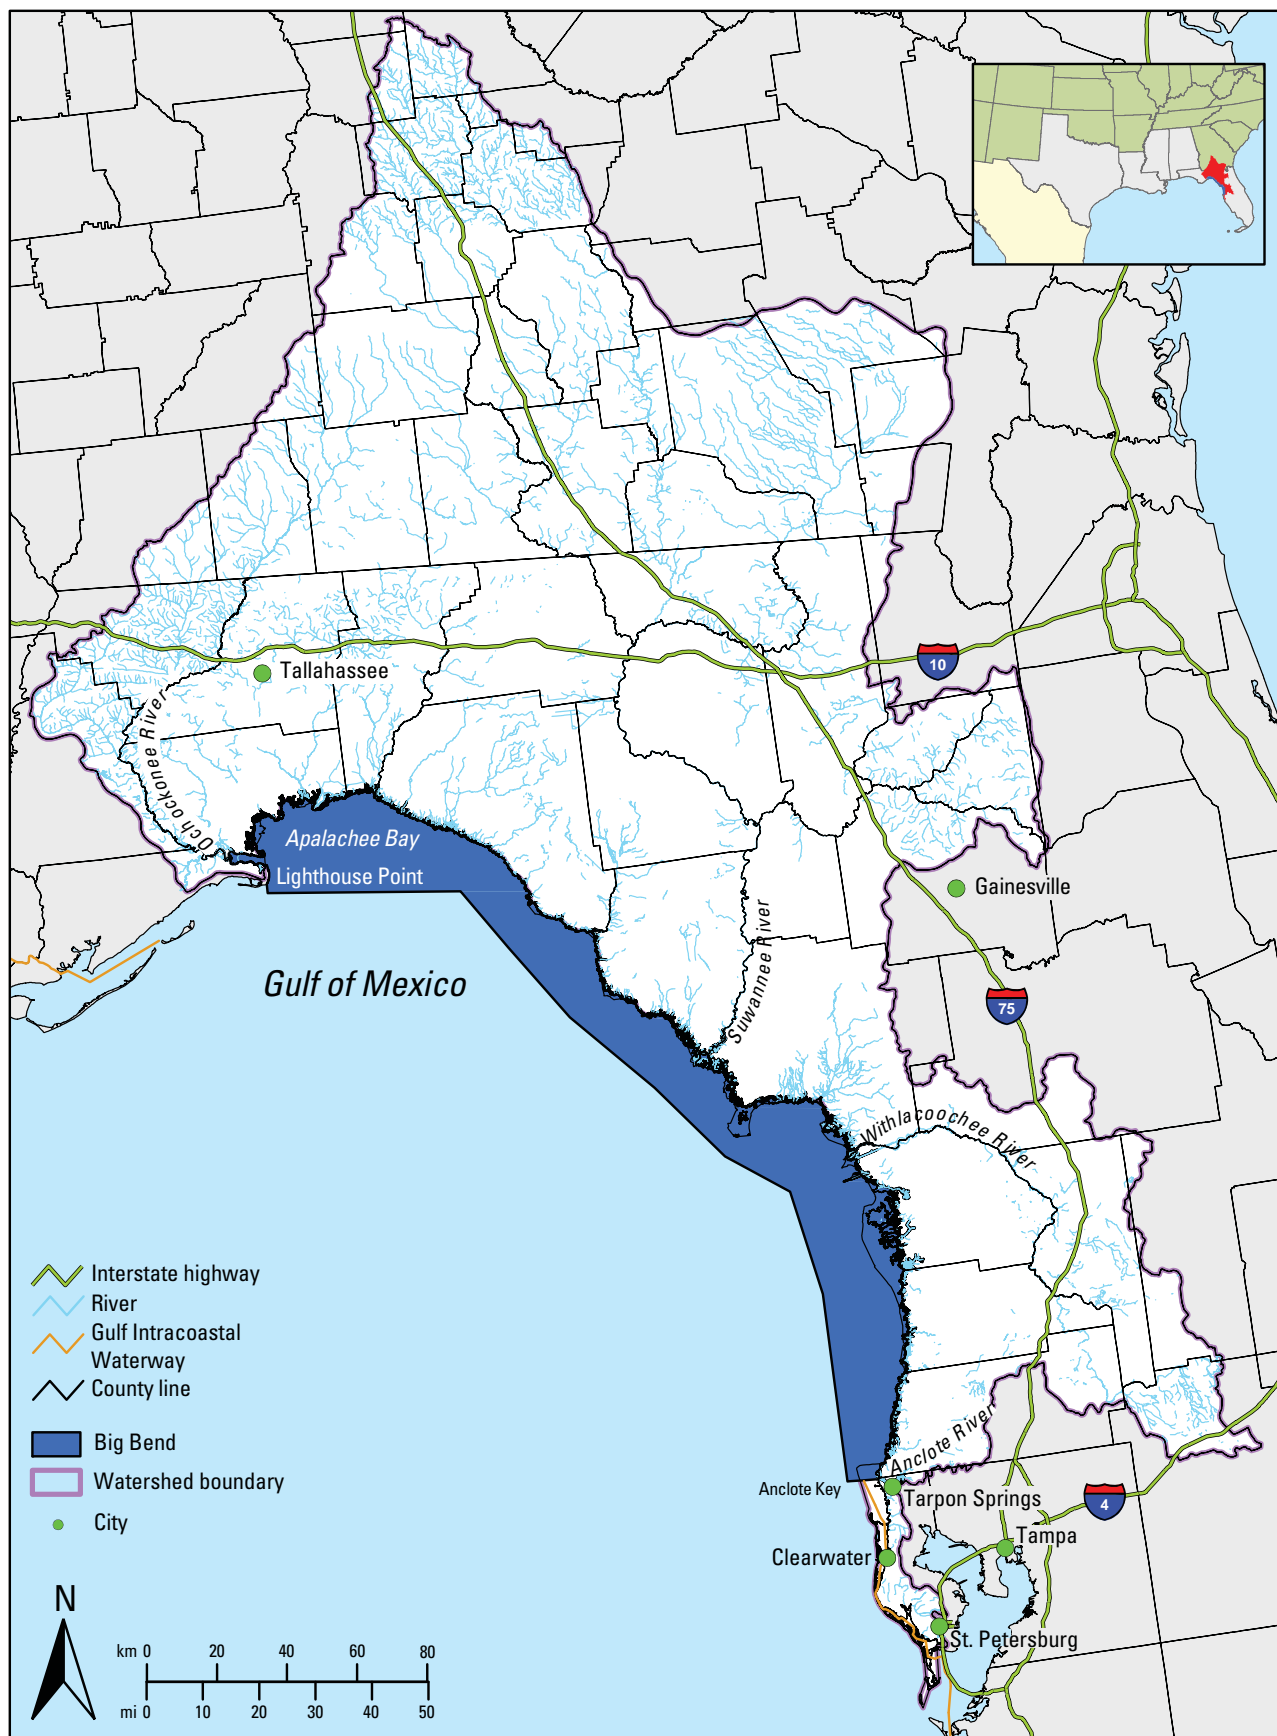 10
Tallahassee
Ochockonee River
Apalachee Bay
Lighthouse Point
Gainesville
Suwannee River
Gulf of Mexico
75
Withlacoochee River
Interstate highway
River
Gulf Intracoastal
Waterway
County line
Big Bend
Watershed boundary
City
Anclote River
Anclote Key
Tarpon Springs
4
Tampa
Clearwater
St. Petersburg
N
km 0 20 40 60 80
mi 0 10 20 30 40 50